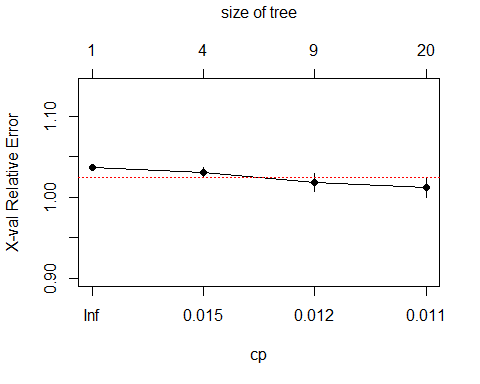 size of tree
1 4 9 20
X-val Relative Error
1.10
1.00
0.90
Inf 0.015 0.012 0.011
cp